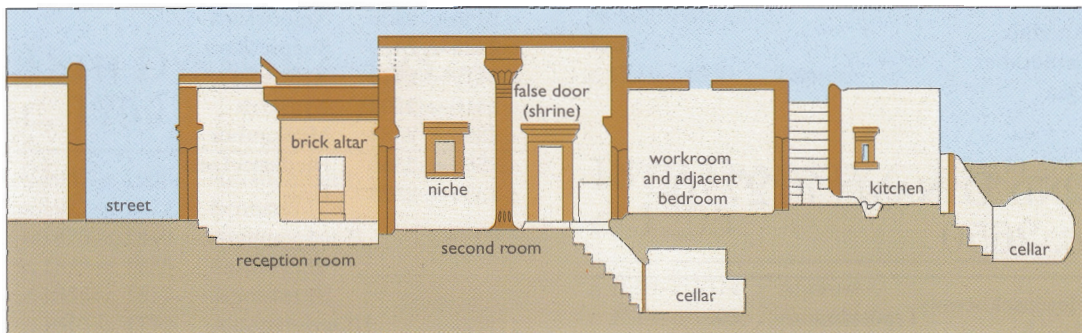 street
brick altar
reception room
niche
second room
false door
(shrine)
cellar
workroom
and adjacent
bedroom
kitchen
cellar